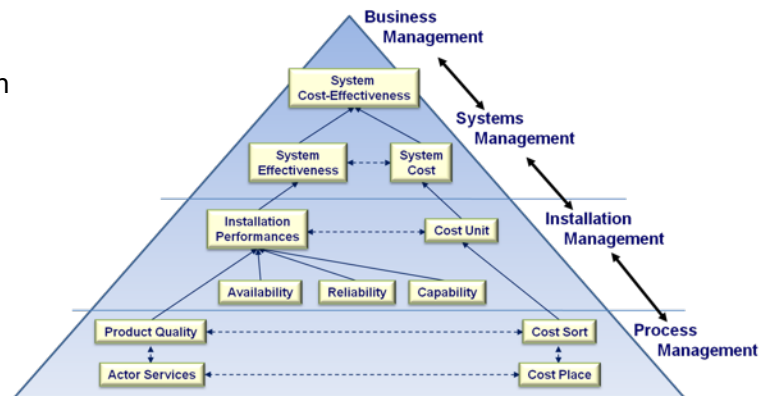 Business
Management
n
System
Cost-Effectiveness
Systems
Management
System
Effectiveness
System
Cost
Installation
Management
Installation
Performances
Cost Unit
Availability
Reliability
Capability
Product Quality
Cost Sort
Process
Management
Actor Services
Cost Place